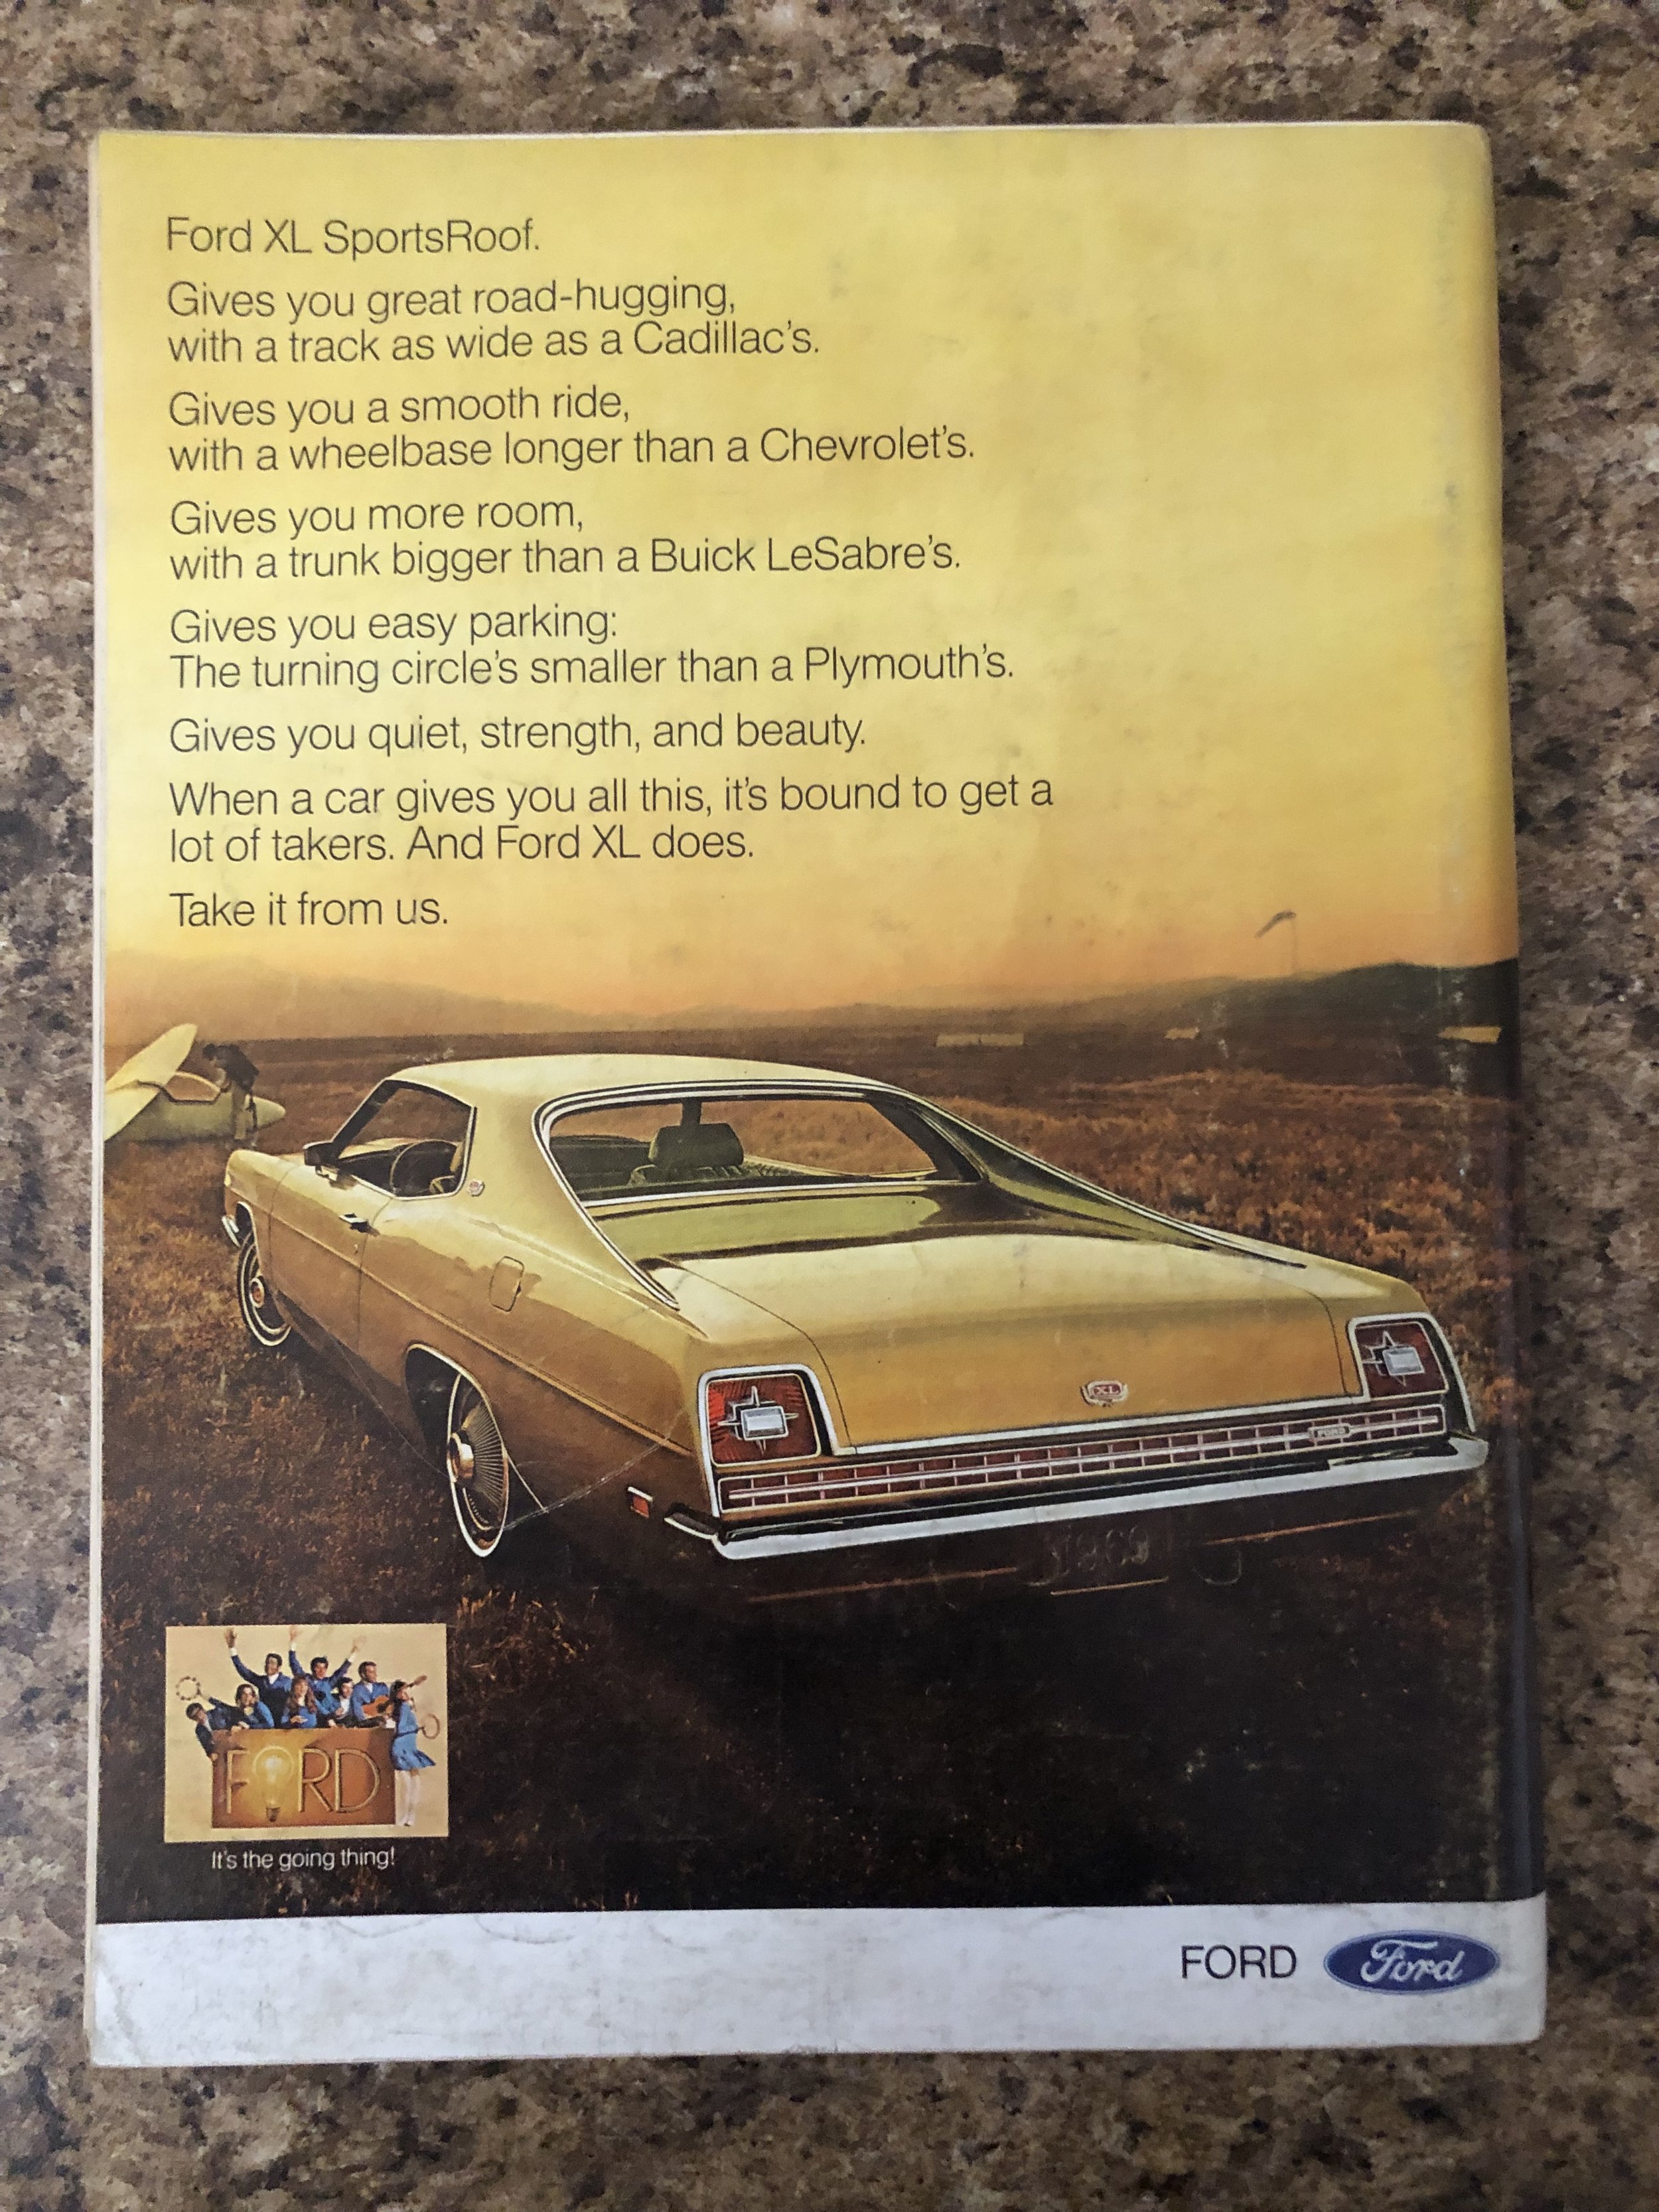 Ford XL SportsRoof.
Gives you great road-hugging,
with a track as wide as a Cadillac's.
Gives you a smooth ride,
with a wheelbase longer than a Chevrolet's.
Gives you more room,
with a trunk bigger than a Buick LeSabre's.
Gives you easy parking:
The turning circle's smaller than a Plymouth's.
Gives you quiet, strength, and beauty.
When a car gives you all this, it's bound to get a
lot of takers. And Ford XL does.
Take it from us.
XL
FORD
FORD
It's the going thing!
FORD Ford